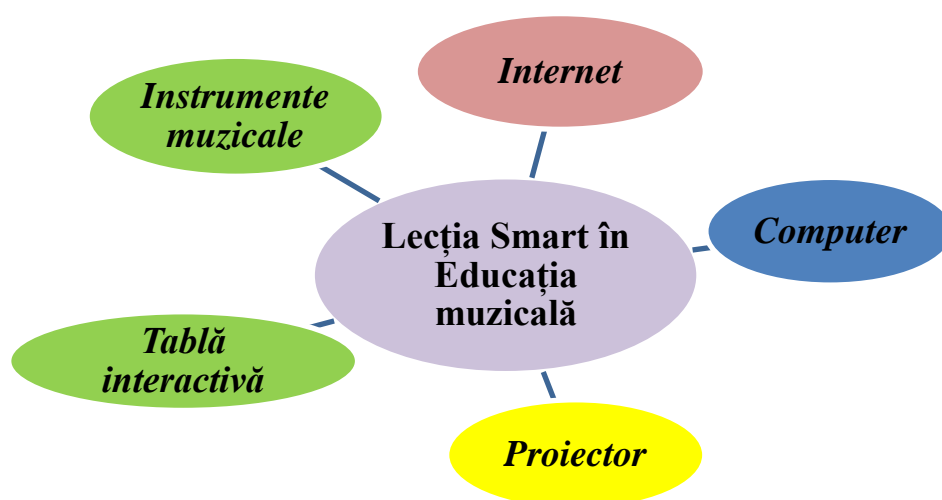 Internet
Instrumente
muzicale
Computer
Lecția Smart în
Educația
muzicală
Tablă
interactivă
Proiector